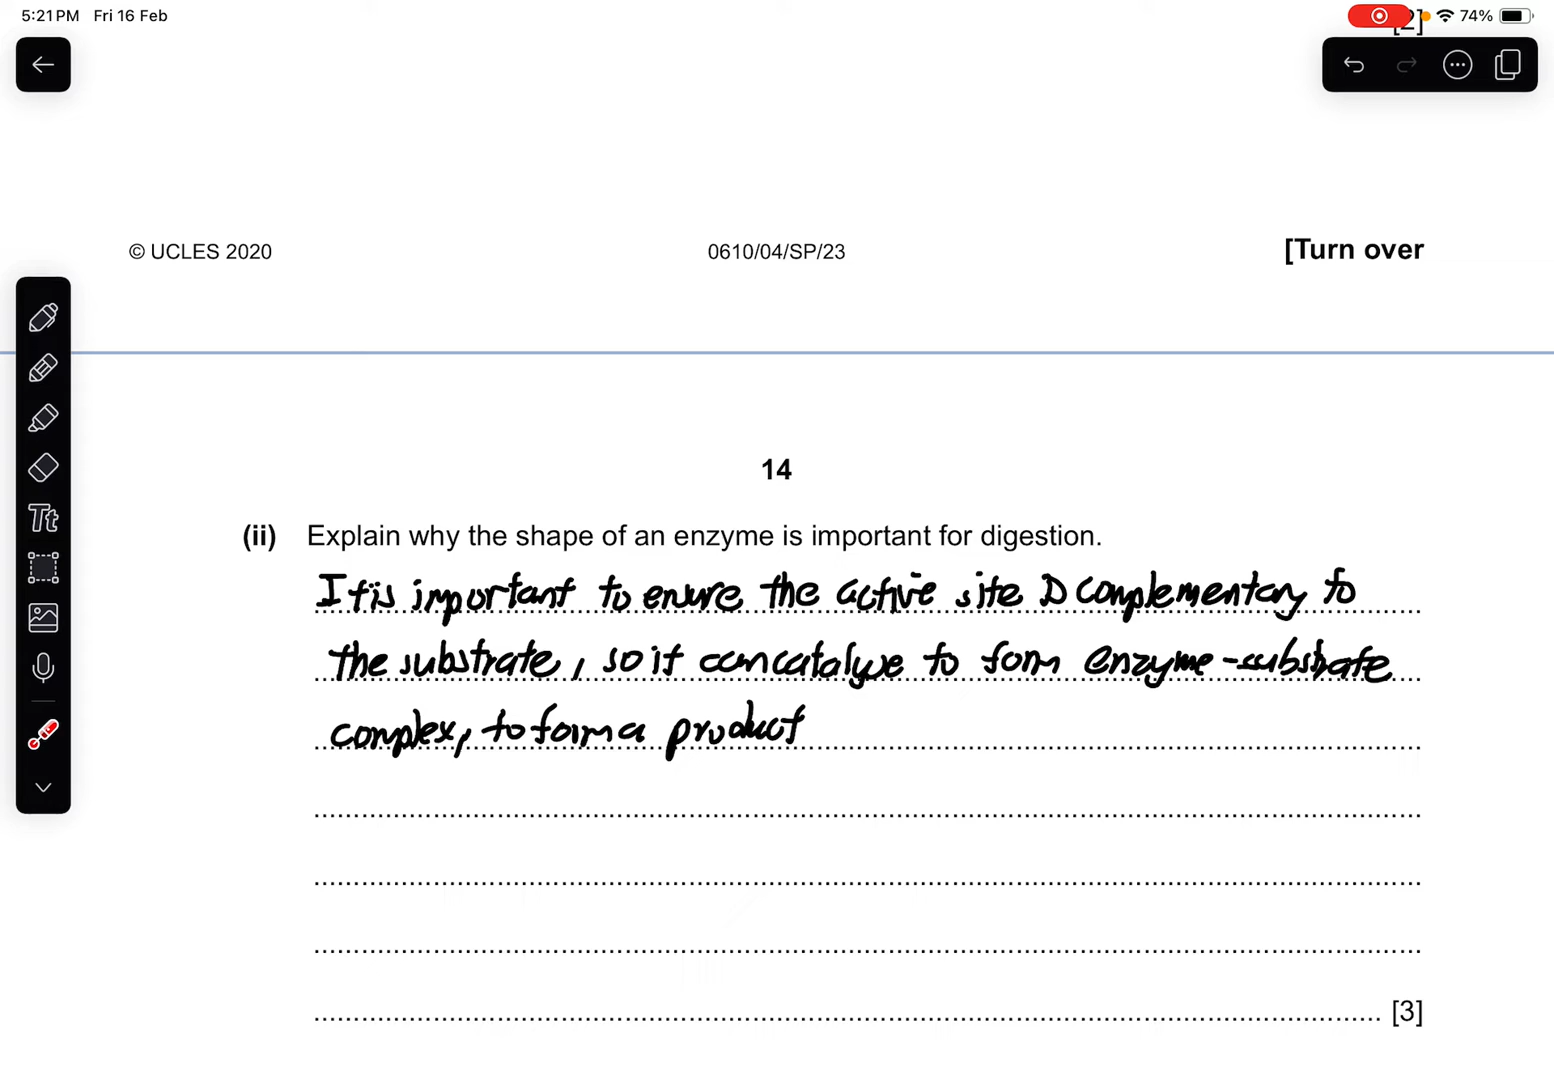 5:21 PM Fri 16 Feb
[2]
74%
© UCLES 2020
0610/04/SP/23
[Turn over
Tt
14
(ii) Explain why the shape of an enzyme is important for digestion.
It is important to ensure the active site is complementary to
the substrate, so it can catalyse to form enzyme-substrate
complex, to form a product
[3]